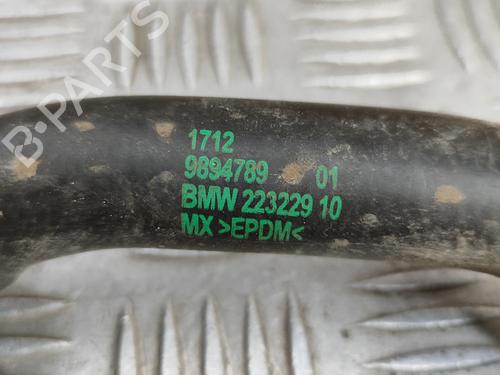 B-Parts
1712
9894789 01
BMW 223229 10
MX >EPDM<